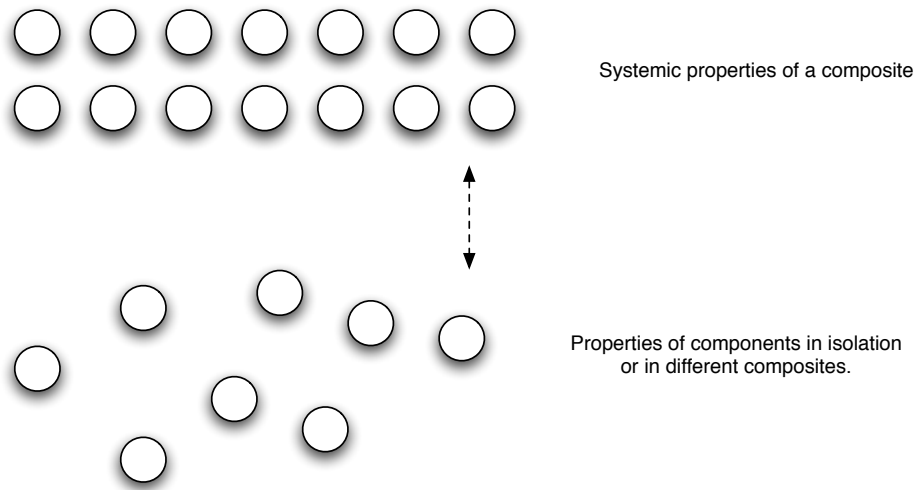 Systemic properties of a composite
Properties of components in isolation
or in different composites.